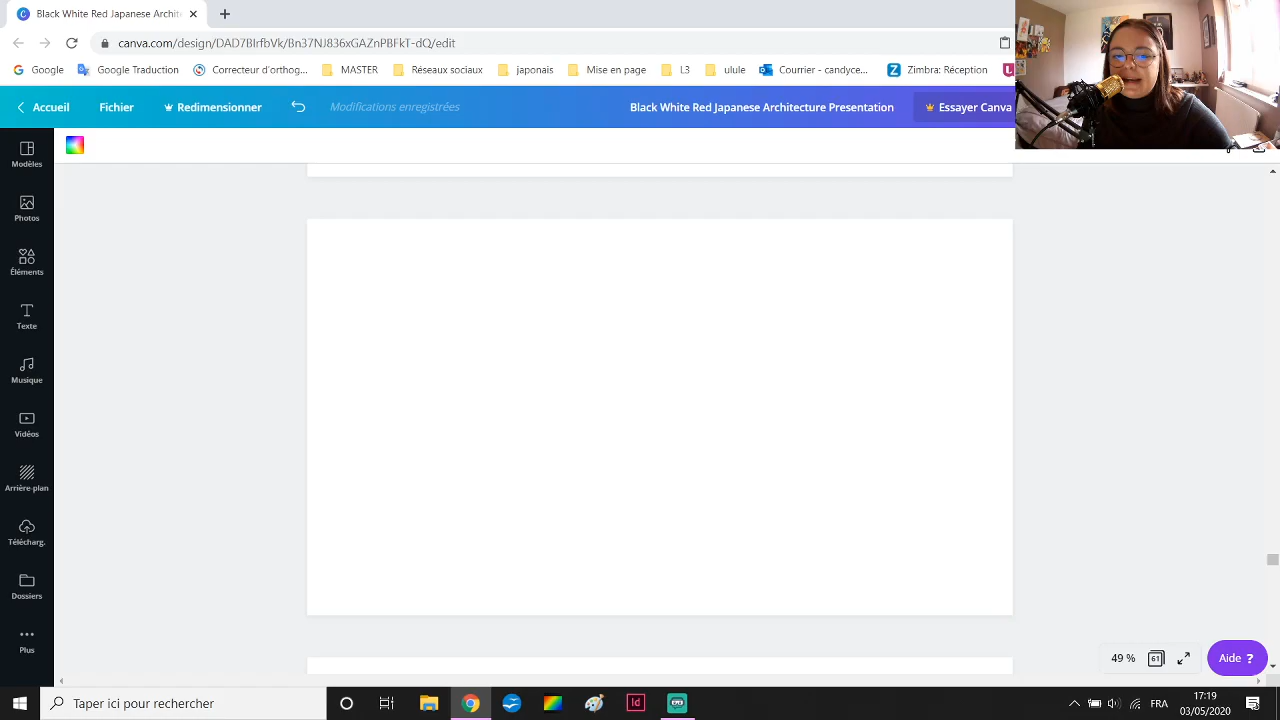 Black White Red Japanese Archit
canva.com/design/DAD7BIrfbVk/Bn31
/edit
Google
Google Traduction
Correcteur d'orthog...
MASTER
Réseaux
japonais
Mise en page
L3
ulule
Courrier - candyce...
Zimbra: Réception
Accueil
Fichier
Redimensionner
Modifications enregistrées
Black White Red Japanese Architecture Presentation
Essayer Canva
Modèles
Photos
Éléments
Texte
Musique
Vidéos
Arrière-plan
Télécharg.
Dossiers
Plus
49 %
61
Aide ?
Taper ici pour rechercher
Id
FRA
17:19
03/05/2020